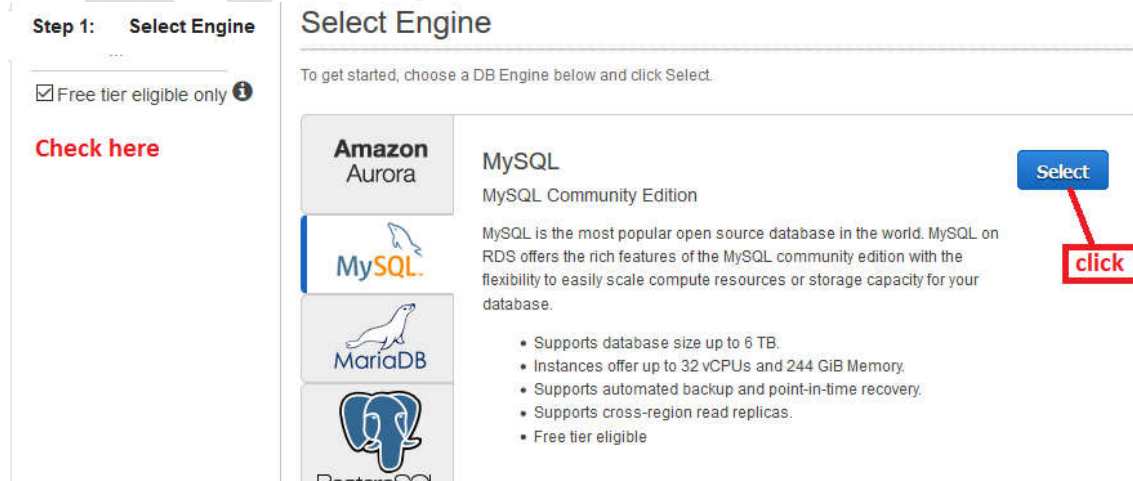 Step 1: Select Engine
...
Free tier eligible only
Check here
Select Engine
To get started, choose a DB Engine below and click Select.
Amazon
Aurora
MySQL
MariaDB
PostgreSQL
MySQL
MySQL Community Edition
MySQL is the most popular open source database in the world. MySQL on
RDS offers the rich features of the MySQL community edition with the
flexibility to easily scale compute resources or storage capacity for your
database.
• Supports database size up to 6 TB.
• Instances offer up to 32 vCPUs and 244 GiB Memory.
• Supports automated backup and point-in-time recovery.
• Supports cross-region read replicas.
• Free tier eligible
Select
click